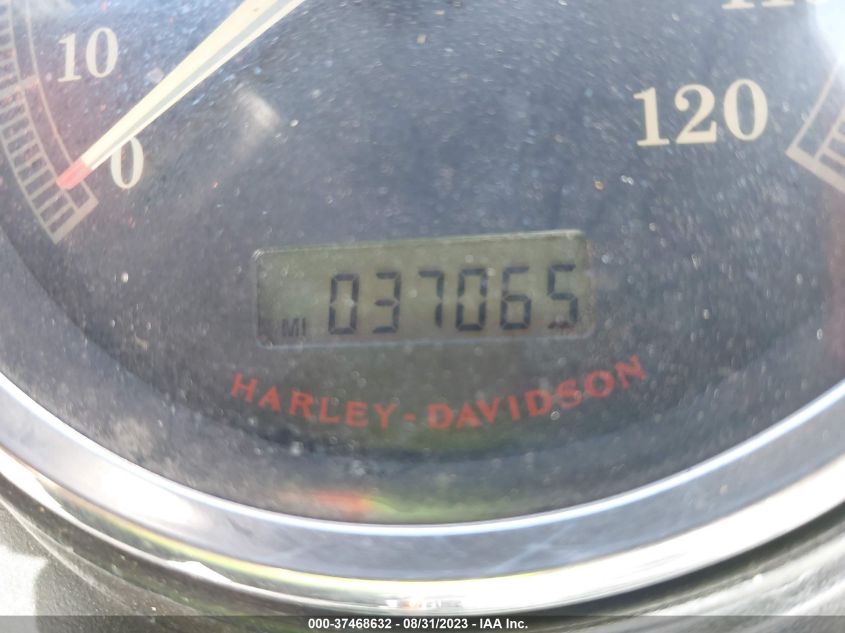 10
0
120
MI 037065
HARLEY-DAVIDSON
000-37468632 - 08/31/2023 - IAA Inc.